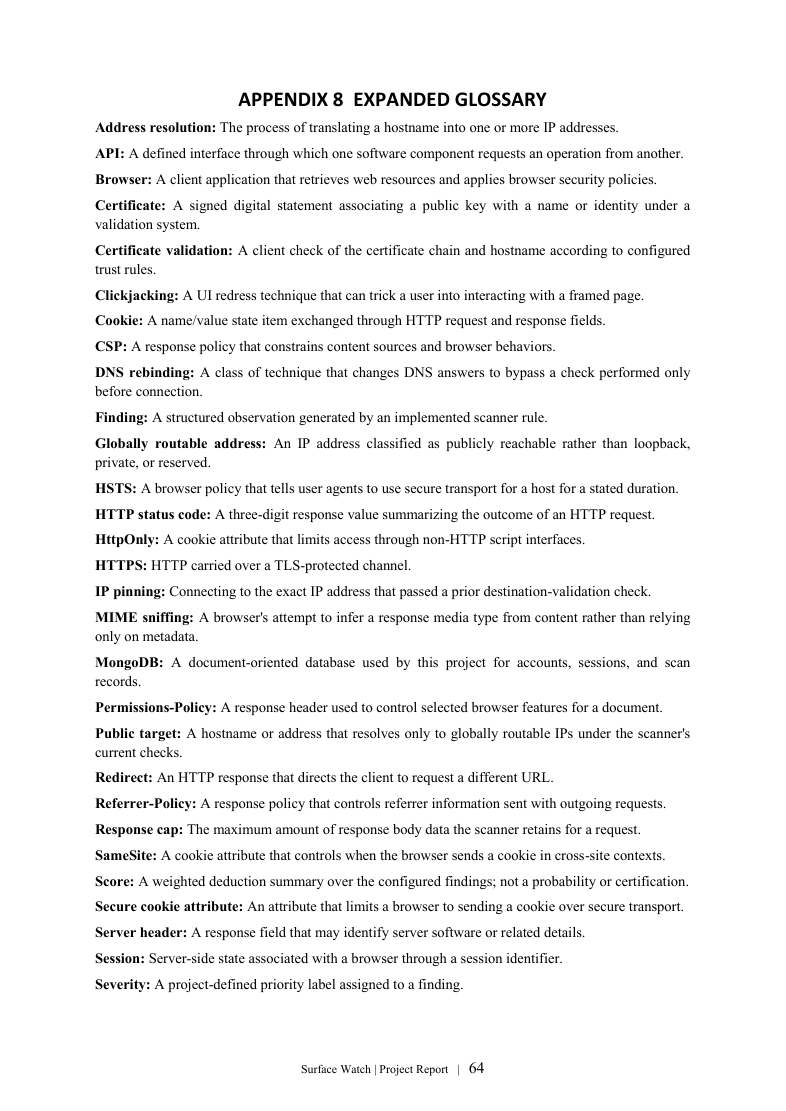 APPENDIX 8 EXPANDED GLOSSARY
Address resolution: The process of translating a hostname into one or more IP addresses.
API: A defined interface through which one software component requests an operation from another.
Browser: A client application that retrieves web resources and applies browser security policies.
Certificate: A signed digital statement associating a public key with a name or identity under a
validation system.
Certificate validation: A client check of the certificate chain and hostname according to configured
trust rules.
Clickjacking: A UI redress technique that can trick a user into interacting with a framed page.
Cookie: A name/value state item exchanged through HTTP request and response fields.
CSP: A response policy that constrains content sources and browser behaviors.
DNS rebinding: A class of technique that changes DNS answers to bypass a check performed only
before connection.
Finding: A structured observation generated by an implemented scanner rule.
Globally routable address: An IP address classified as publicly reachable rather than loopback,
private, or reserved.
HSTS: A browser policy that tells user agents to use secure transport for a host for a stated duration.
HTTP status code: A three-digit response value summarizing the outcome of an HTTP request.
HttpOnly: A cookie attribute that limits access through non-HTTP script interfaces.
HTTPS: HTTP carried over a TLS-protected channel.
IP pinning: Connecting to the exact IP address that passed a prior destination-validation check.
MIME sniffing: A browser's attempt to infer a response media type from content rather than relying
only on metadata.
MongoDB: A document-oriented database used by this project for accounts, sessions, and scan
records.
Permissions-Policy: A response header used to control selected browser features for a document.
Public target: A hostname or address that resolves only to globally routable IPs under the scanner's
current checks.
Redirect: An HTTP response that directs the client to request a different URL.
Referrer-Policy: A response policy that controls referrer information sent with outgoing requests.
Response cap: The maximum amount of response body data the scanner retains for a request.
SameSite: A cookie attribute that controls when the browser sends a cookie in cross-site contexts.
Score: A weighted deduction summary over the configured findings; not a probability or certification.
Secure cookie attribute: An attribute that limits a browser to sending a cookie over secure transport.
Server header: A response field that may identify server software or related details.
Session: Server-side state associated with a browser through a session identifier.
Severity: A project-defined priority label assigned to a finding.
Surface Watch | Project Report | 64